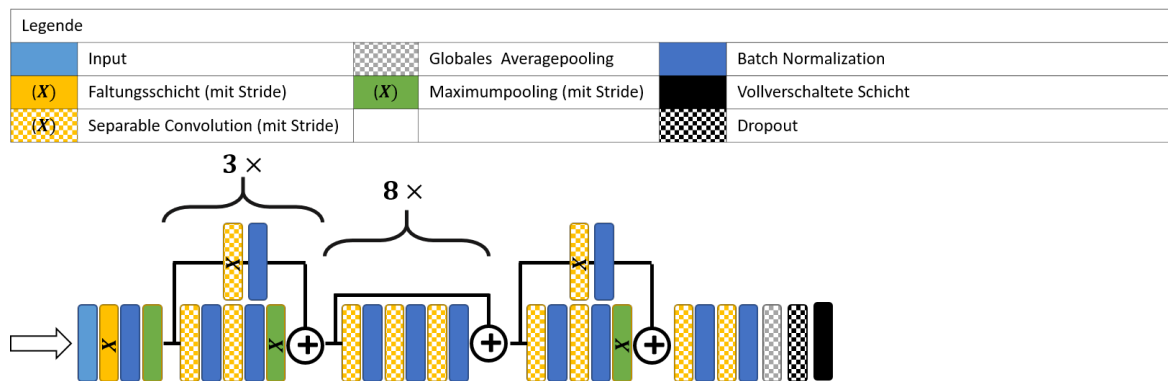 Legende
Input Globales Averagepooling Batch Normalization
(X) Faltungsschicht (mit Stride) (X) Maximumpooling (mit Stride) Vollverschaltete Schicht
(X) Separable Convolution (mit Stride) Dropout
3 ×
8 ×
X X
X X X
+ + +